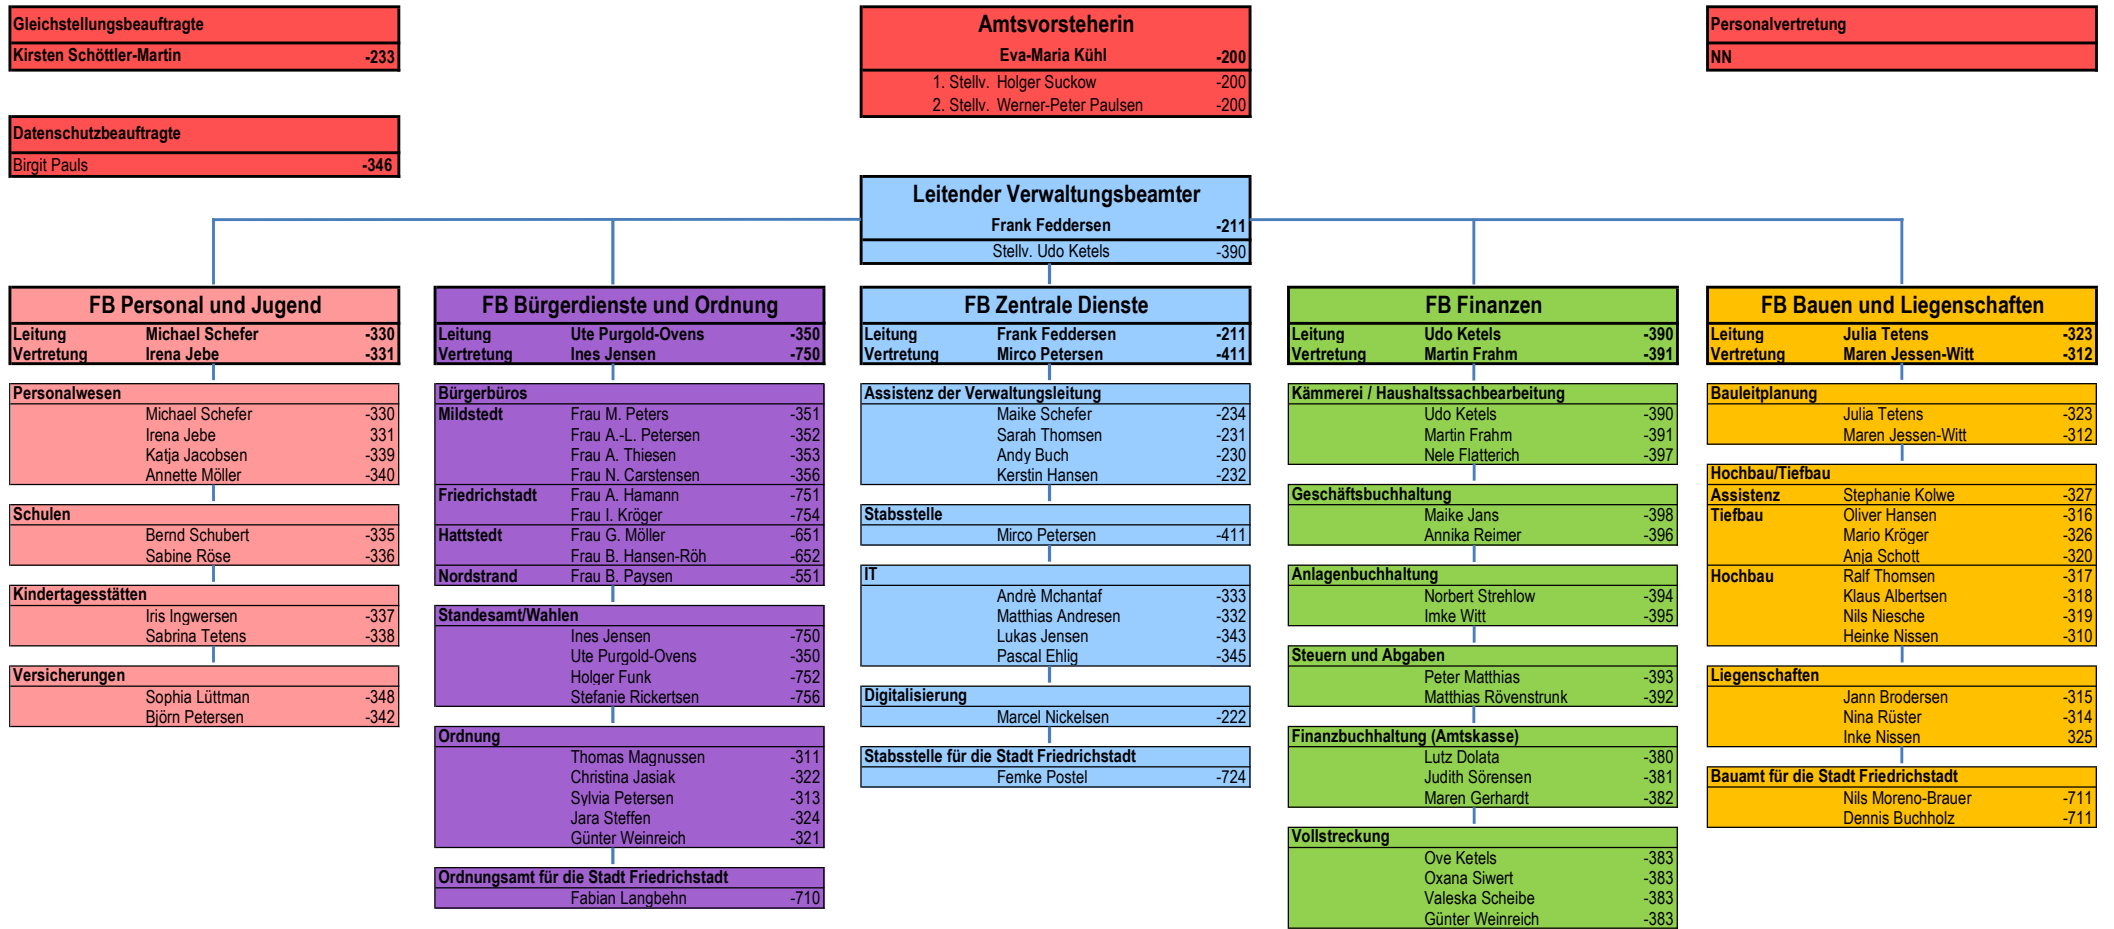 Gleichstellungsbeauftragte
Kirsten Schöttler-Martin -233
Datenschutzbeauftragte
Birgit Pauls -346
Amtsvorsteherin
Eva-Maria Kühl -200
1. Stellv. Holger Suckow -200
2. Stellv. Werner-Peter Paulsen -200
Personalvertretung
NN
Leitender Verwaltungsbeamter
Frank Feddersen -211
Stellv. Udo Ketels -390
FB Personal und Jugend
Leitung Michael Schefer -330
Vertretung Irena Jebe -331
Personalwesen
Michael Schefer -330
Irena Jebe 331
Katja Jacobsen -339
Annette Möller -340
Schulen
Bernd Schubert -335
Sabine Röse -336
Kindertagesstätten
Iris Ingwersen -337
Sabrina Tetens -338
Versicherungen
Sophia Lüttman -348
Björn Petersen -342
FB Bürgerdienste und Ordnung
Leitung Ute Purgold-Ovens -350
Vertretung Ines Jensen -750
Bürgerbüros
Mildstedt Frau M. Peters -351
Frau A.-L. Petersen -352
Frau A. Thiesen -353
Frau N. Carstensen -356
Friedrichstadt Frau A. Hamann -751
Frau I. Kröger -754
Hattstedt Frau G. Möller -651
Frau B. Hansen-Röh -652
Nordstrand Frau B. Paysen -551
Standesamt/Wahlen
Ines Jensen -750
Ute Purgold-Ovens -350
Holger Funk -752
Stefanie Rickertsen -756
Ordnung
Thomas Magnussen -311
Christina Jasiak -322
Sylvia Petersen -313
Jara Steffen -324
Günter Weinreich -321
Ordnungsamt für die Stadt Friedrichstadt
Fabian Langbehn -710
FB Zentrale Dienste
Leitung Frank Feddersen -211
Vertretung Mirco Petersen -411
Assistenz der Verwaltungsleitung
Maike Schefer -234
Sarah Thomsen -231
Andy Buch -230
Kerstin Hansen -232
Stabsstelle
Mirco Petersen -411
IT
Andrè Mchantaf -333
Matthias Andresen -332
Lukas Jensen -343
Pascal Ehlig -345
Digitalisierung
Marcel Nickelsen -222
Stabsstelle für die Stadt Friedrichstadt
Femke Postel -724
FB Finanzen
Leitung Udo Ketels -390
Vertretung Martin Frahm -391
Kämmerei / Haushaltssachbearbeitung
Udo Ketels -390
Martin Frahm -391
Nele Flatterich -397
Geschäftsbuchhaltung
Maike Jans -398
Annika Reimer -396
Anlagenbuchhaltung
Norbert Strehlow -394
Imke Witt -395
Steuern und Abgaben
Peter Matthias -393
Matthias Rövenstrunk -392
Finanzbuchhaltung (Amtskasse)
Lutz Dolata -380
Judith Sörensen -381
Maren Gerhardt -382
Vollstreckung
Ove Ketels -383
Oxana Siwert -383
Valeska Scheibe -383
Günter Weinreich -383
FB Bauen und Liegenschaften
Leitung Julia Tetens -323
Vertretung Maren Jessen-Witt -312
Bauleitplanung
Julia Tetens -323
Maren Jessen-Witt -312
Hochbau/Tiefbau
Assistenz Stephanie Kolwe -327
Tiefbau Oliver Hansen -316
Mario Kröger -326
Anja Schott -320
Hochbau Ralf Thomsen -317
Klaus Albertsen -318
Nils Niesche -319
Heinke Nissen -310
Liegenschaften
Jann Brodersen -315
Nina Rüster -314
Inke Nissen 325
Bauamt für die Stadt Friedrichstadt
Nils Moreno-Brauer -711
Dennis Buchholz -711